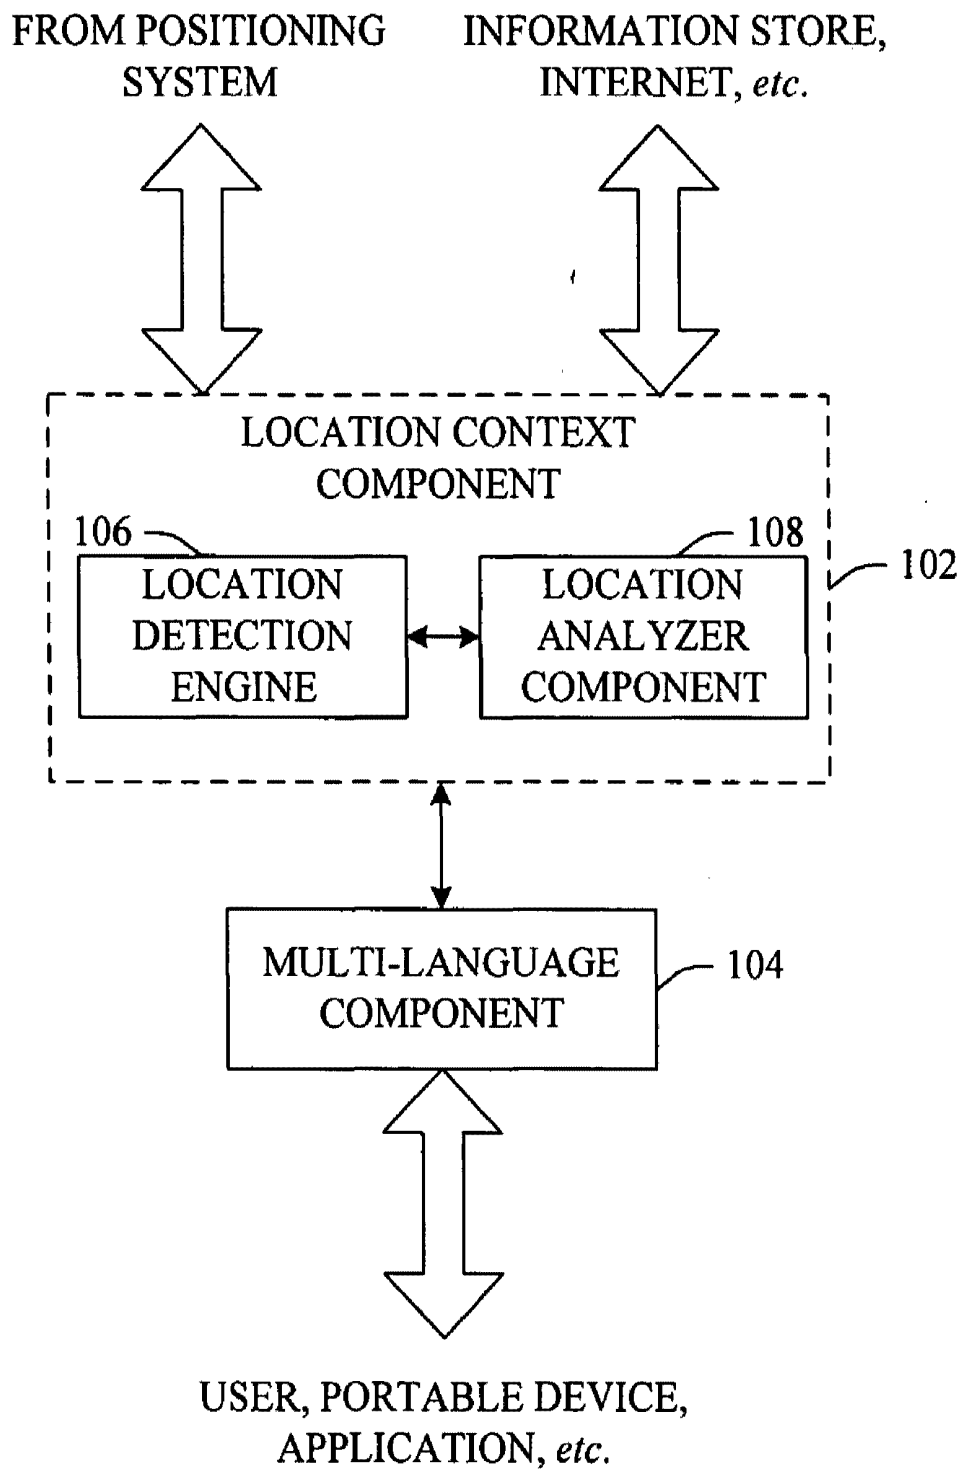 FROM POSITIONING
SYSTEM
INFORMATION STORE,
INTERNET, etc.
LOCATION CONTEXT
COMPONENT
106
108
102
LOCATION
DETECTION
ENGINE
LOCATION
ANALYZER
COMPONENT
MULTI-LANGUAGE
COMPONENT
104
USER, PORTABLE DEVICE,
APPLICATION, etc.